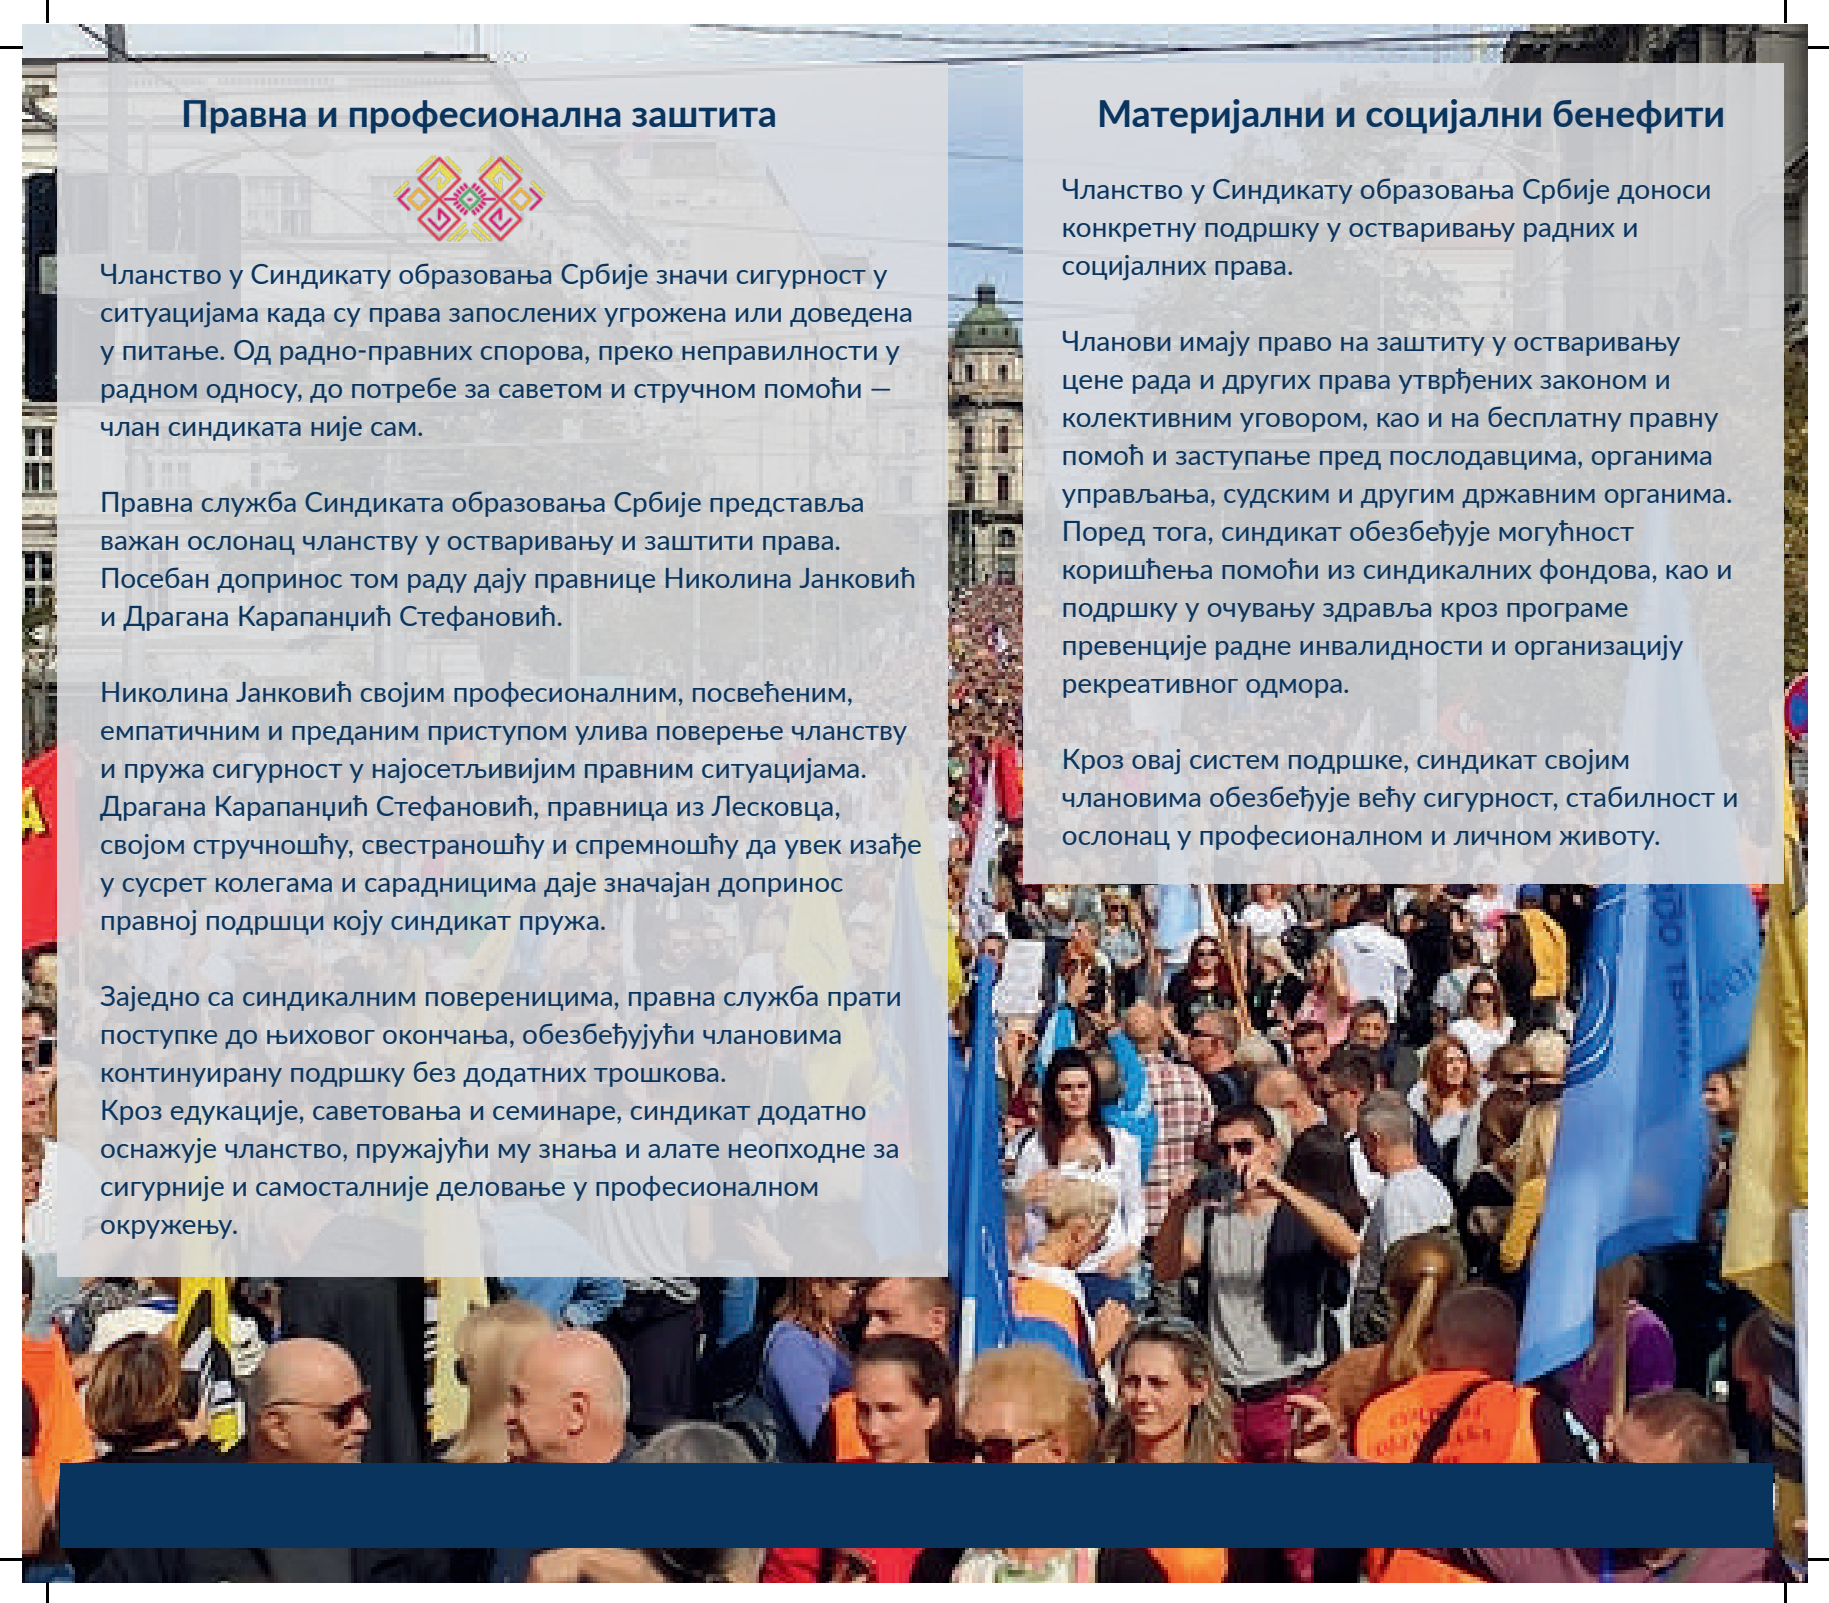 Правна и професионална заштита
Чланство у Синдикату образовања Србије значи сигурност у
ситуацијама када су права запослених угрожена или доведена
у питање. Од радно-правних спорова, преко неправилности у
радном односу, до потребе за саветом и стручном помоћи —
члан синдиката није сам.
Правна служба Синдиката образовања Србије представља
важан ослонац чланству у остваривању и заштити права.
Посебан допринос том раду дају правнице Николина Јанковић
и Драгана Карапанџић Стефановић.
Николина Јанковић својим професионалним, посвећеним,
емпатичним и преданим приступом улива поверење чланству
и пружа сигурност у најосетљивијим правним ситуацијама.
Драгана Карапанџић Стефановић, правница из Лесковца,
својом стручношћу, свестраношћу и спремношћу да увек изађе
у сусрет колегама и сарадницима даје значајан допринос
правној подршци коју синдикат пружа.
Заједно са синдикалним повереницима, правна служба прати
поступке до њиховог окончања, обезбеђујући члановима
континуирану подршку без додатних трошкова.
Кроз едукације, саветовања и семинаре, синдикат додатно
оснажује чланство, пружајући му знања и алате неопходне за
сигурније и самосталније деловање у професионалном
окружењу.
Материјални и социјални бенефити
Чланство у Синдикату образовања Србије доноси
конкретну подршку у остваривању радних и
социјалних права.
Чланови имају право на заштиту у остваривању
цене рада и других права утврђених законом и
колективним уговором, као и на бесплатну правну
помоћ и заступање пред послодавцима, органима
управљања, судским и другим државним органима.
Поред тога, синдикат обезбеђује могућност
коришћења помоћи из синдикалних фондова, као и
подршку у очувању здравља кроз програме
превенције радне инвалидности и организацију
рекреативног одмора.
Кроз овај систем подршке, синдикат својим
члановима обезбеђује већу сигурност, стабилност и
ослонац у професионалном и личном животу.